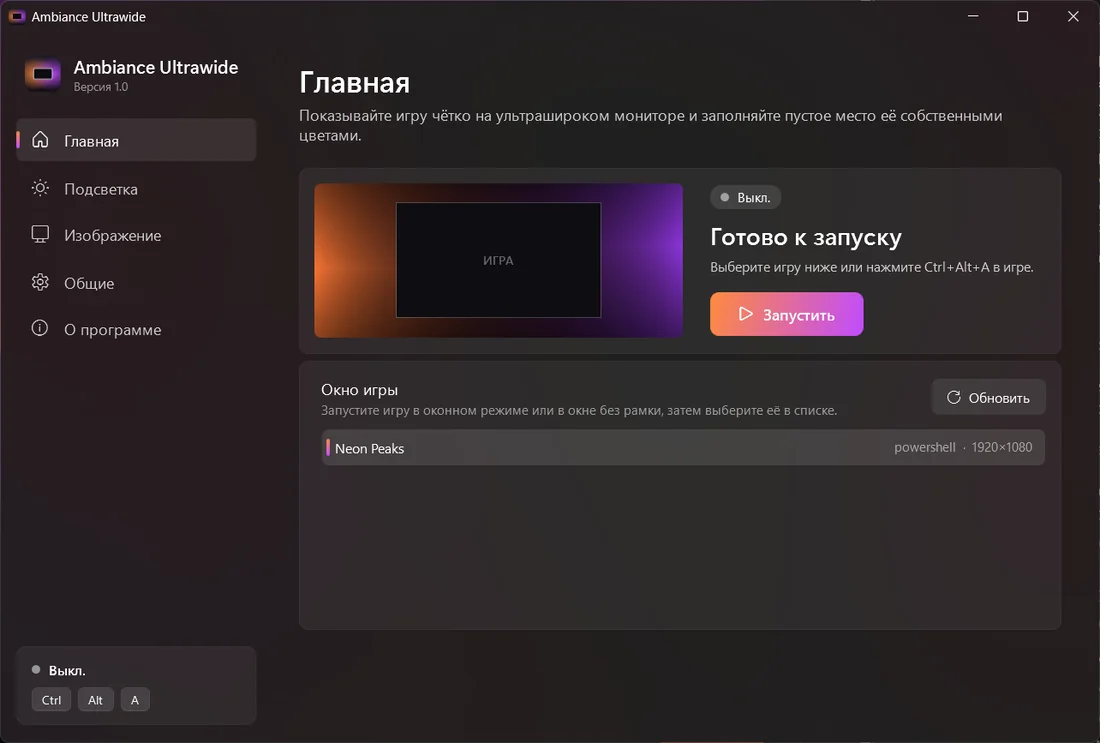 Ambiance Ultrawide
Ambiance Ultrawide
Версия 1.0
Главная
Подсветка
Изображение
Общие
О программе
Выкл.
Ctrl Alt A
Главная
Показывайте игру чётко на ультрашироком мониторе и заполняйте пустое место её собственными
цветами.
ИГРА
Выкл.
Готово к запуску
Выберите игру ниже или нажмите Ctrl+Alt+A в игре.
Запустить
Окно игры
Запустите игру в оконном режиме или в окне без рамки, затем выберите её в списке.
Обновить
Neon Peaks powershell · 1920×1080